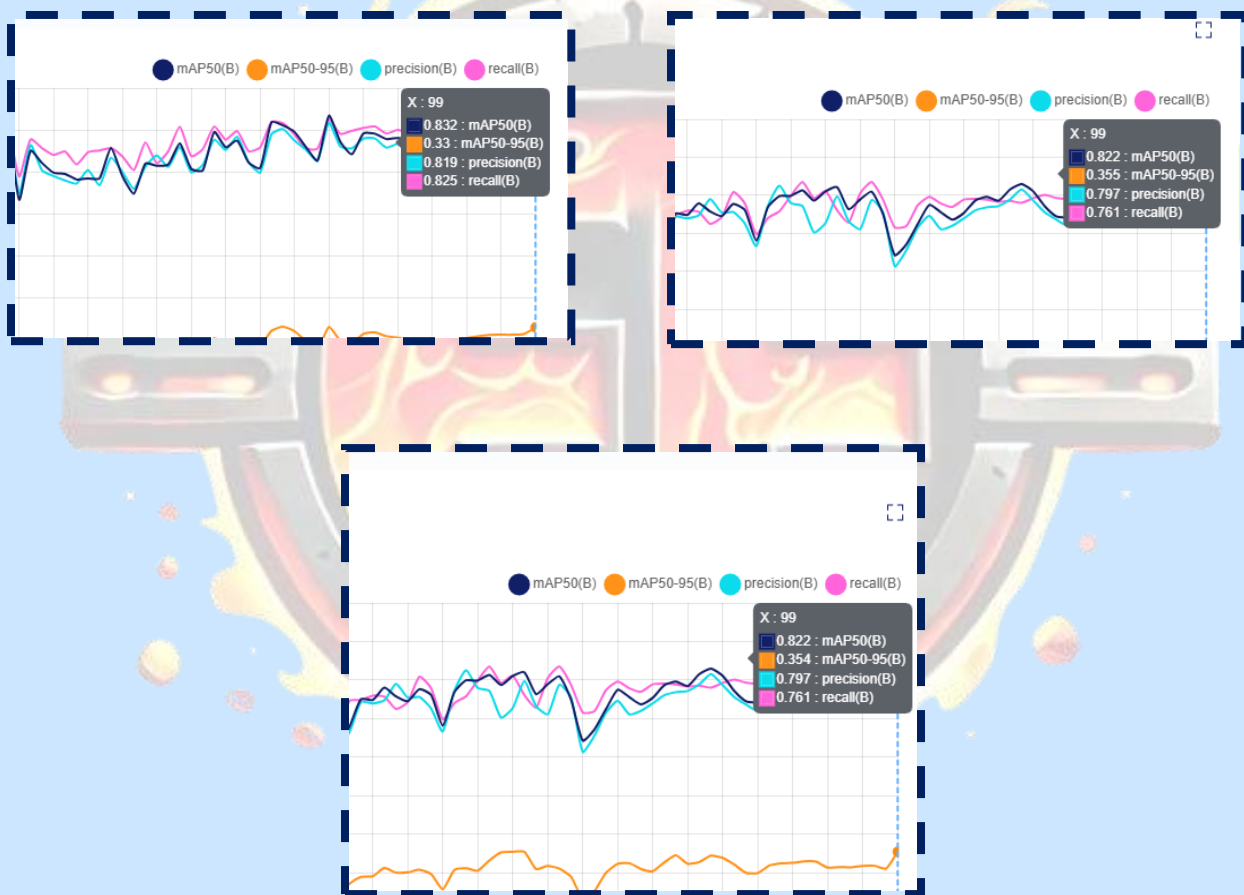 mAP50(B) mAP50-95(B) precision(B) recall(B)
X : 99
0.832 : mAP50(B)
0.33 : mAP50-95(B)
0.819 : precision(B)
0.825 : recall(B)
mAP50(B) mAP50-95(B) precision(B) recall(B)
X : 99
0.822 : mAP50(B)
0.355 : mAP50-95(B)
0.797 : precision(B)
0.761 : recall(B)
mAP50(B) mAP50-95(B) precision(B) recall(B)
X : 99
0.822 : mAP50(B)
0.354 : mAP50-95(B)
0.797 : precision(B)
0.761 : recall(B)